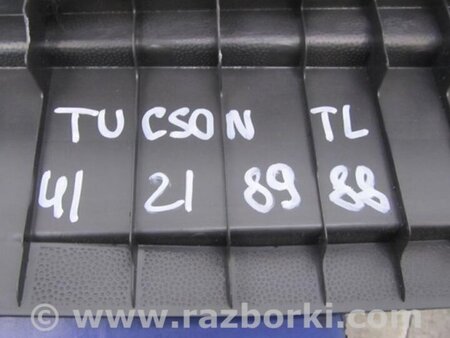 TUCSON TL
41 21 89 88
www.razborki.com